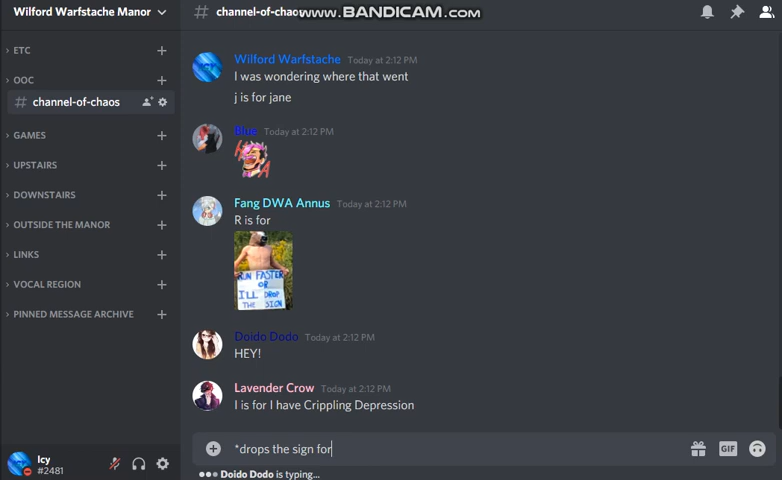 Wilford Warfstache Manor
channel-of-chao
www.BANDICAM.com
ETC
OOC
# channel-of-chaos
GAMES
UPSTAIRS
DOWNSTAIRS
OUTSIDE THE MANOR
LINKS
VOCAL REGION
PINNED MESSAGE ARCHIVE
Icy
#2481
Wilford Warfstache Today at 2:12 PM
I was wondering where that went
j is for jane
Blue Today at 2:12 PM
Fang DWA Annus Today at 2:12 PM
R is for
RUN FASTER
OR
ILL DROP
THE SIGN
Doido Dodo Today at 2:12 PM
HEY!
Lavender Crow Today at 2:12 PM
I is for I have Crippling Depression
*drops the sign for
GIF
Doido Dodo is typing...